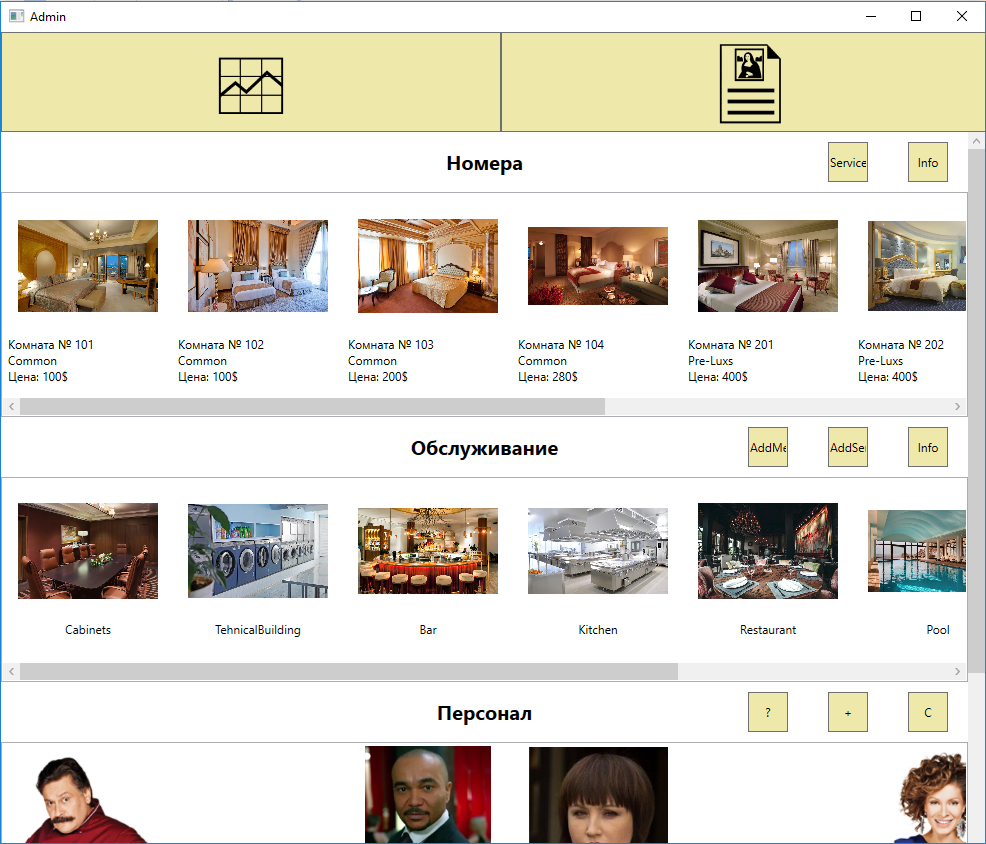 Admin
Номера
Service
Info
Комната № 101
Common
Цена: 100$
Комната № 102
Common
Цена: 100$
Комната № 103
Common
Цена: 200$
Комната № 104
Common
Цена: 280$
Комната № 201
Pre-Luxs
Цена: 400$
Комната № 202
Pre-Luxs
Цена: 400$
Обслуживание
AddMe
AddSer
Info
Cabinets
TehnicalBuilding
Bar
Kitchen
Restaurant
Pool
Персонал
?
+
C